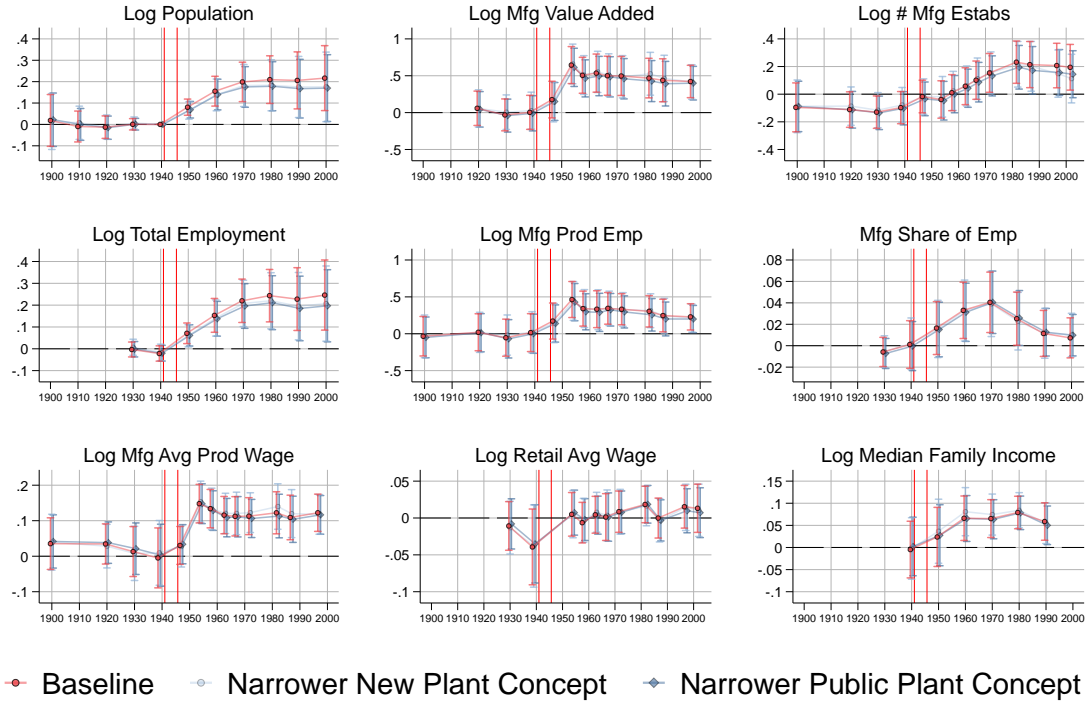 Log Population
.4
.3
.2
.1
0
-.1
1900 1910 1920 1930 1940 1950 1960 1970 1980 1990 2000
Log Mfg Value Added
1
.5
0
-.5
1900 1910 1920 1930 1940 1950 1960 1970 1980 1990 2000
Log # Mfg Estabs
.4
.2
0
-.2
-.4
1900 1910 1920 1930 1940 1950 1960 1970 1980 1990 2000
Log Total Employment
.4
.3
.2
.1
0
-.1
1900 1910 1920 1930 1940 1950 1960 1970 1980 1990 2000
Log Mfg Prod Emp
1
.5
0
-.5
1900 1910 1920 1930 1940 1950 1960 1970 1980 1990 2000
Mfg Share of Emp
.08
.06
.04
.02
0
-.02
1900 1910 1920 1930 1940 1950 1960 1970 1980 1990 2000
Log Mfg Avg Prod Wage
.2
.1
0
-.1
1900 1910 1920 1930 1940 1950 1960 1970 1980 1990 2000
Log Retail Avg Wage
.05
0
-.05
-.1
1900 1910 1920 1930 1940 1950 1960 1970 1980 1990 2000
Log Median Family Income
.15
.1
.05
0
.05
-.1
1900 1910 1920 1930 1940 1950 1960 1970 1980 1990 2000
Baseline Narrower New Plant Concept Narrower Public Plant Concept